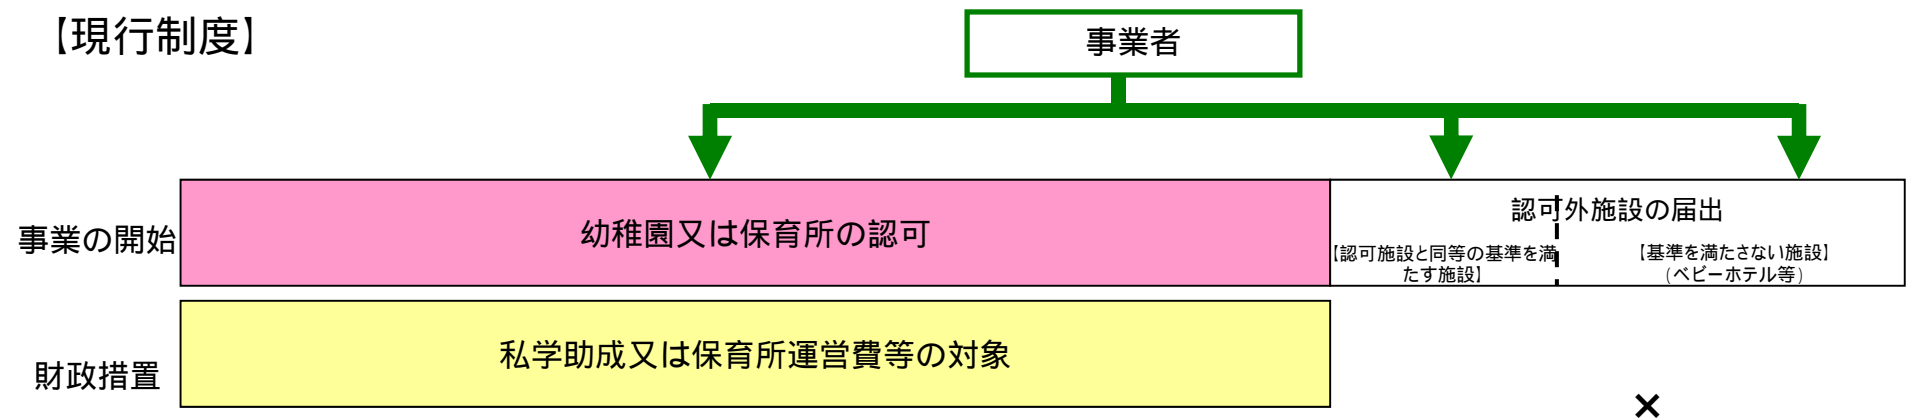 【現行制度】
事業者
事業の開始
幼稚園又は保育所の認可
認可外施設の届出
【認可施設と同等の基準を満
たす施設】
【基準を満たさない施設】
(ベビーホテル等)
財政措置
私学助成又は保育所運営費等の対象
×